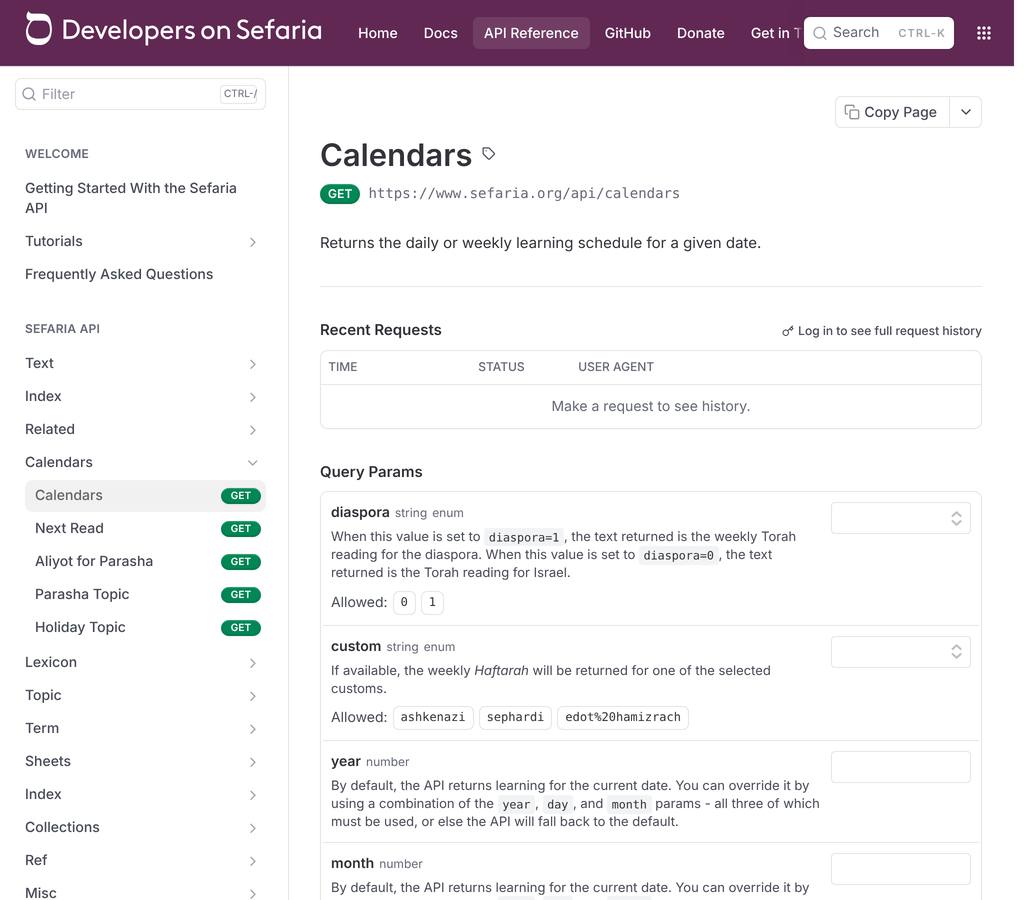 Developers on Sefaria
Home Docs API Reference GitHub Donate Get in T
Search CTRL-K
Filter CTRL-/
WELCOME
Getting Started With the Sefaria
API
Tutorials
Frequently Asked Questions
SEFARIA API
Text
Index
Related
Calendars
Calendars GET
Next Read GET
Aliyot for Parasha GET
Parasha Topic GET
Holiday Topic GET
Lexicon
Topic
Term
Sheets
Index
Collections
Ref
Misc
Copy Page
Calendars
GET https://www.sefaria.org/api/calendars
Returns the daily or weekly learning schedule for a given date.
Recent Requests Log in to see full request history
TIME STATUS USER AGENT
Make a request to see history.
Query Params
diaspora string enum
When this value is set to diaspora=1, the text returned is the weekly Torah
reading for the diaspora. When this value is set to diaspora=0, the text
returned is the Torah reading for Israel.
Allowed: 0 1
custom string enum
If available, the weekly Haftarah will be returned for one of the selected
customs.
Allowed: ashkenazi sephardi edot%20hamizrach
year number
By default, the API returns learning for the current date. You can override it by
using a combination of the year, day, and month params - all three of which
must be used, or else the API will fall back to the default.
month number
By default, the API returns learning for the current date. You can override it by